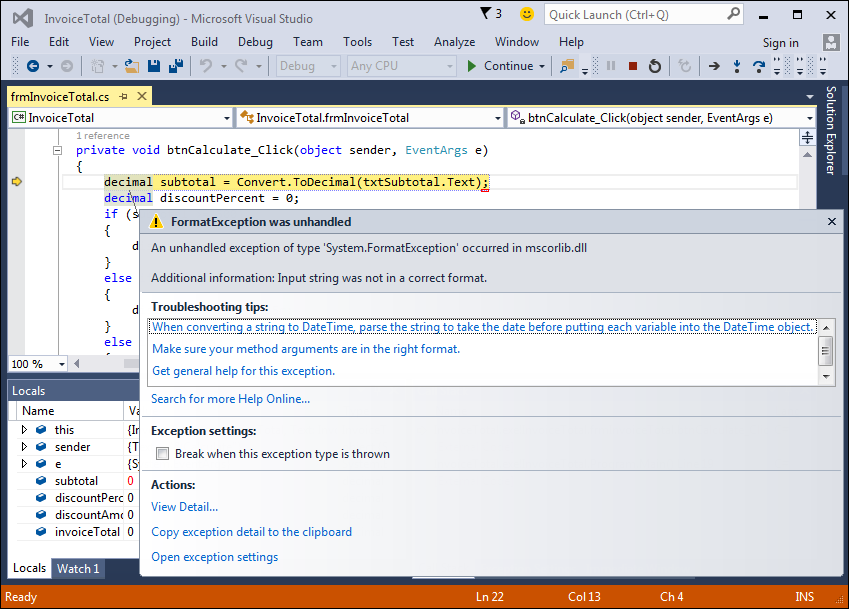 InvoiceTotal (Debugging) - Microsoft Visual Studio
3
Quick Launch (Ctrl+Q)
File Edit View Project Build Debug Team Tools Test Analyze Window Help
Sign in
Debug Any CPU Continue
frmInvoiceTotal.cs
C# InvoiceTotal InvoiceTotal.frmInvoiceTotal btnCalculate_Click(object sender, EventArgs e)
Solution Explorer
1 reference
private void btnCalculate_Click(object sender, EventArgs e)
{
decimal subtotal = Convert.ToDecimal(txtSubtotal.Text);
decimal discountPercent = 0;
if (s
{
d
}
else
{
d
}
else
{
100 %
FormatException was unhandled
An unhandled exception of type 'System.FormatException' occurred in mscorlib.dll
Additional information: Input string was not in a correct format.
Troubleshooting tips:
When converting a string to DateTime, parse the string to take the date before putting each variable into the DateTime object.
Make sure your method arguments are in the right format.
Get general help for this exception.
Search for more Help Online...
Exception settings:
Break when this exception type is thrown
Actions:
View Detail...
Copy exception detail to the clipboard
Open exception settings
Locals
Name Va
this {In
sender {T
e {Sy
subtotal 0
discountPerc 0
discountAmo 0
invoiceTotal 0
Locals Watch 1
Ready Ln 22 Col 13 Ch 4 INS